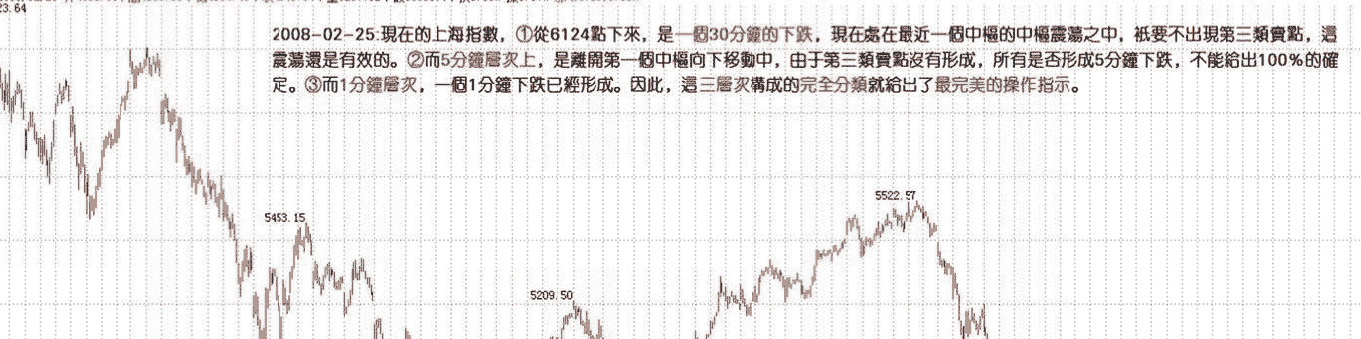 23.64
2008-02-25:現在的上海指數，①從6124點下來，是一個30分鐘的下跌，現在處在最近一個中樞的中樞震蕩之中，祇要不出現第三類賣點，這
震蕩還是有效的。②而5分鐘層次上，是離開第一個中樞向下移動中，由于第三類賣點沒有形成，所有是否形成5分鐘下跌，不能給出100%的確
定。③而1分鐘層次，一個1分鐘下跌已經形成。因此，這三層次構成的完全分類就給出了最完美的操作指示。
5522.57
5453.15
5209.50